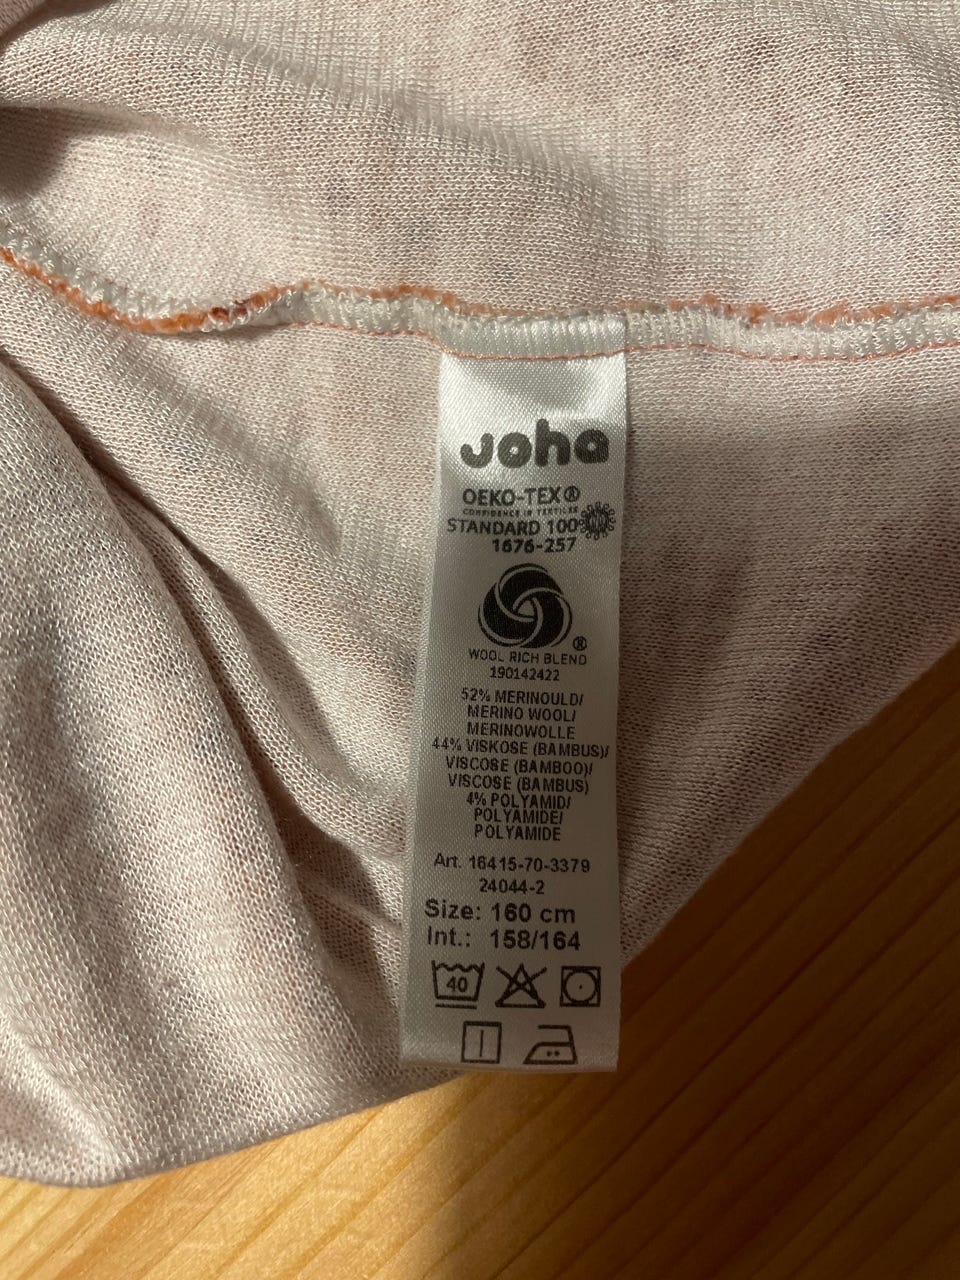 Joha
OEKO-TEX®
CONFIDENCE IN TEXTILES
STANDARD 100
1676-257
®
WOOL RICH BLEND
190142422
52% MERINOULD/
MERINO WOOL/
MERINOWOLLE
44% VISKOSE (BAMBUS)/
VISCOSE (BAMBOO)/
VISCOSE (BAMBUS)
4% POLYAMID/
POLYAMIDE/
POLYAMIDE
Art. 16415-70-3379
24044-2
Size: 160 cm
Int.: 158/164
40